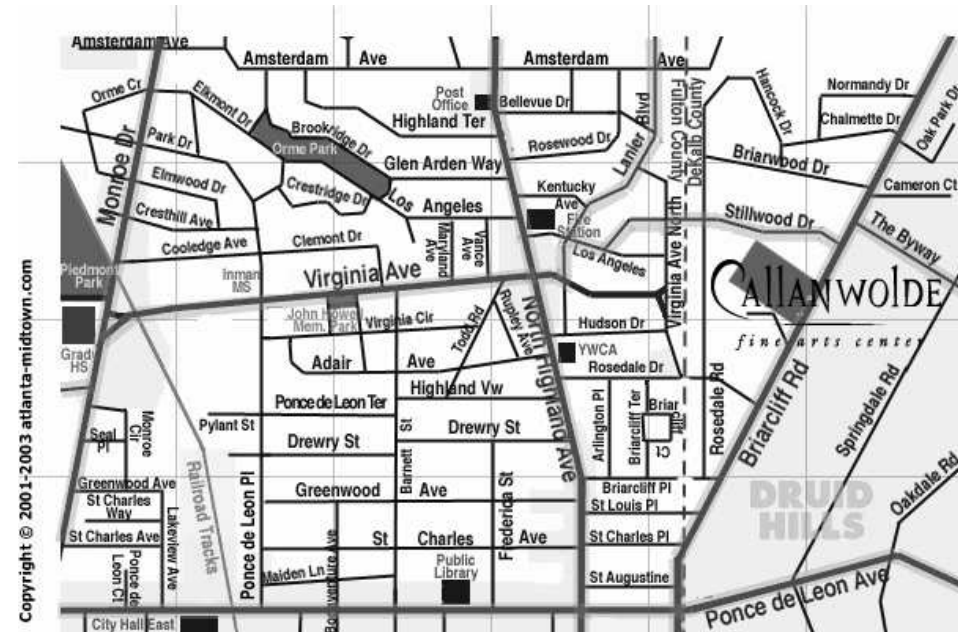 Amsterdam Ave
Amsterdam Ave
Amsterdam
Ave
Orme Cr
Elkmont Dr
Post
Office
Bellevue Dr
Lanier Blvd
Fulton County
DeKalb County
Hancock Dr
Normandy Dr
Chalmette Dr
Oak Park Dr
Highland Ter
Brookridge Dr
Orme Park
Park Dr
Monroe Dr
Rosewood Dr
Briarwood Dr
Glen Arden Way
Elmwood Dr
Crestridge Dr
Los
Angeles
Kentucky
Ave
Fire
Station
Cameron Ct
Cresthill Ave
Stillwood Dr
The Byway
Cooledge Ave
Clemont Dr
Maryland
Ave
Vance
Ave
Los Angeles
Virginia Ave North
Piedmont
Park
Inman
MS
Virginia Ave
CALLANWOLDE
fine arts center
John Howell
Mem. Park
Virginia Cir
Todd Rd
Rupley Ave
North Highland Ave
Hudson Dr
Grady
HS
YWCA
Adair
Ave
Rosedale Dr
Rosedale Rd
Briarcliff Rd
Springdale Rd
Highland Vw
Ponce de Leon Ter
Arlington Pl
Briarcliff Ter
Briar
Cliff
Ct
Pylant St
Monroe
Cir
Seal
Pl
Drewry St
Barnett
St
Drewry St
Railroad Tracks
Ponce de Leon Pl
Frederica St
Oakdale Rd
Greenwood Ave
Greenwood
Ave
Briarcliff Pl
DRUID
HILLS
St Charles
Way
St Louis Pl
St Charles Ave
Lakeview Ave
St
Charles
Ave
St Charles Pl
Ponce de
Leon Ct
Maiden Ln
Bonaventure Ave
Public
Library
St Augustine
Ponce de Leon Ave
City Hall East
Copyright © 2001-2003 atlanta-midtown.com